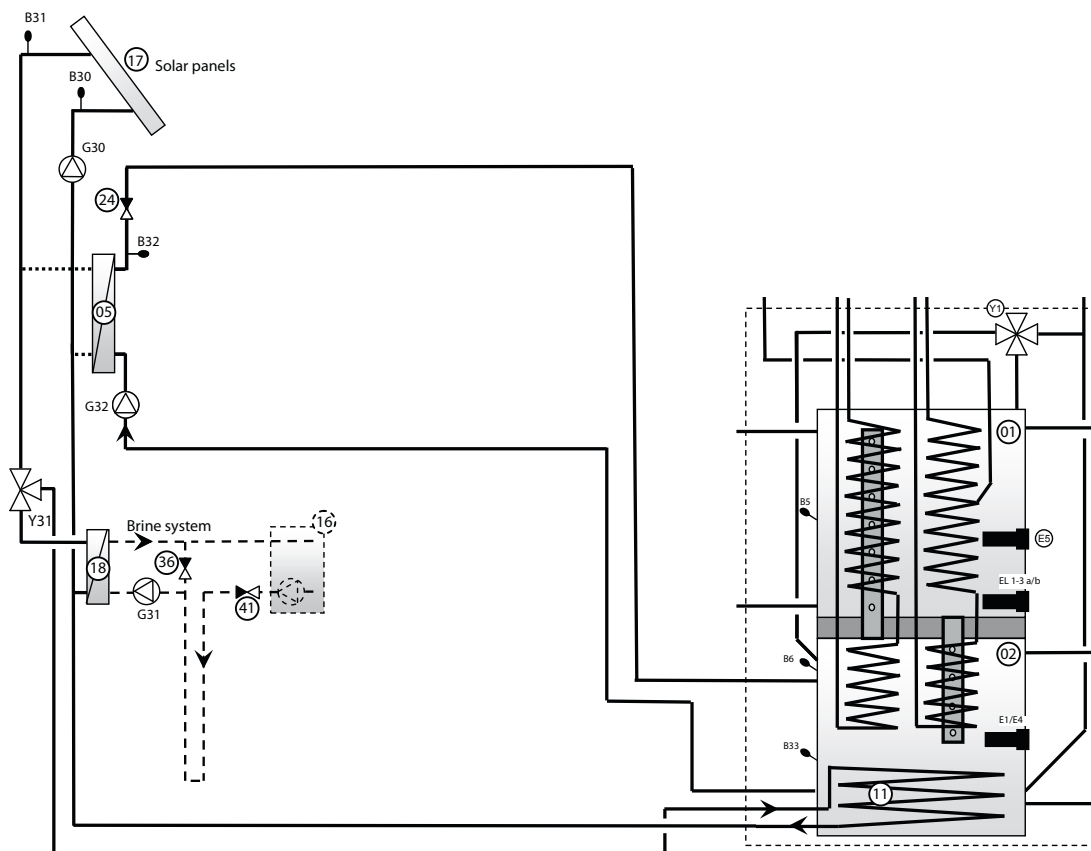 B31
17
Solar panels
B30
G30
24
B32
05
Y1
G32
01
B5
Y31
Brine system
16
E5
36
18
EL 1-3 a/b
41
G31
02
B6
E1/E4
B33
11